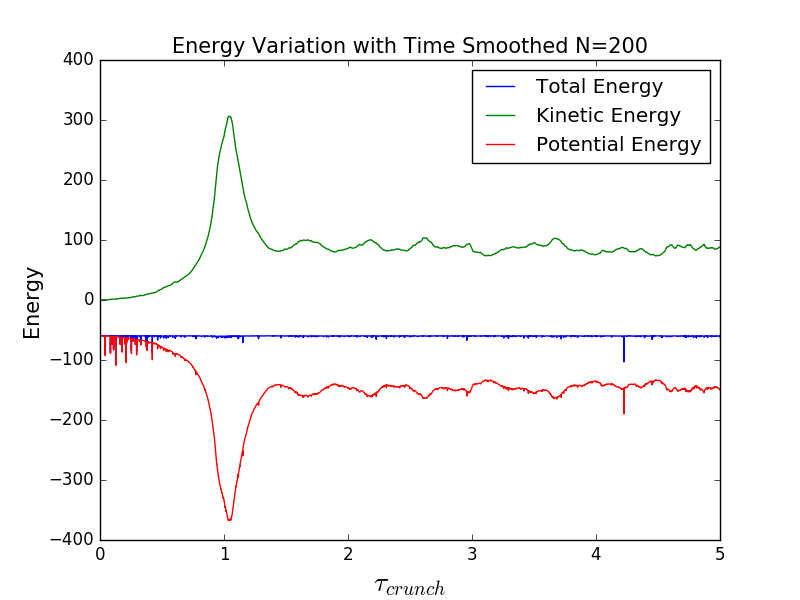 Energy Variation with Time Smoothed N=200
400
300
200
100
0
−100
−200
−300
−400
Energy
Total Energy
Kinetic Energy
Potential Energy
0 1 2 3 4 5
τcrunch